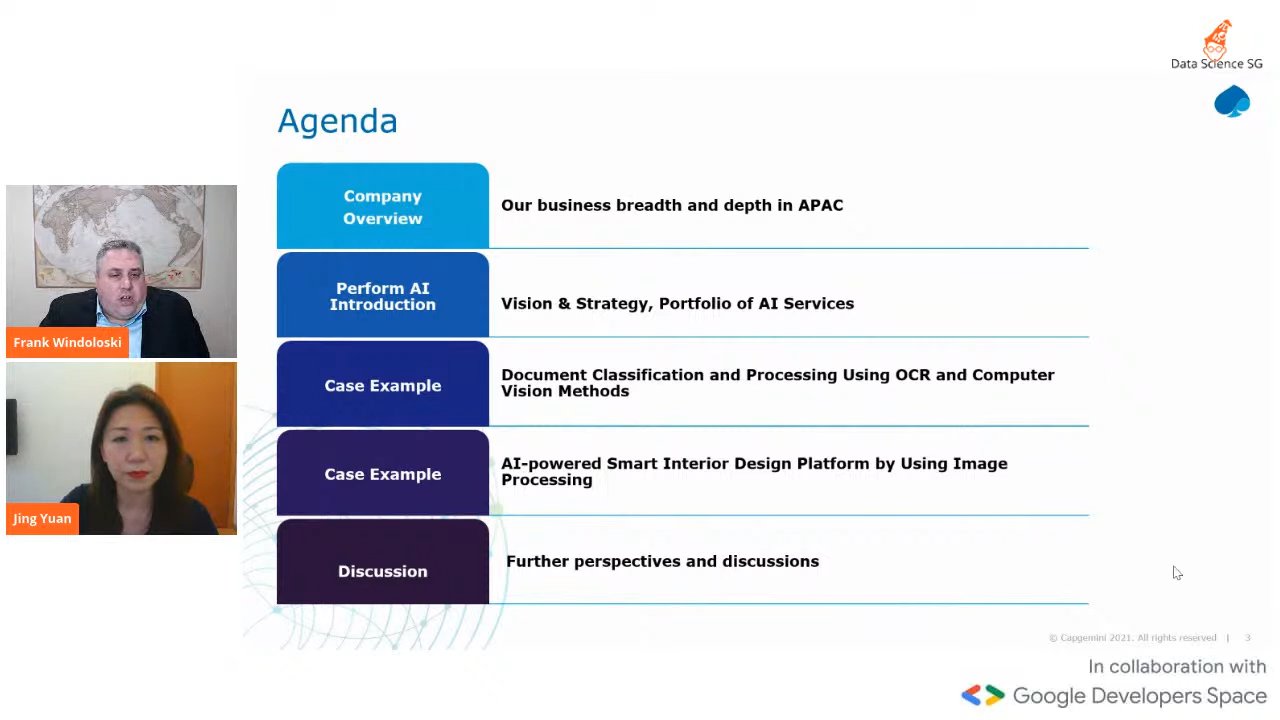 Data Science SG
Agenda
Company
Overview
Our business breadth and depth in APAC
Perform AI
Introduction
Vision & Strategy, Portfolio of AI Services
Case Example
Document Classification and Processing Using OCR and Computer
Vision Methods
Case Example
AI-powered Smart Interior Design Platform by Using Image
Processing
Discussion
Further perspectives and discussions
Frank Windoloski
Jing Yuan
© Capgemini 2021. All rights reserved | 3
In collaboration with
Google Developers Space